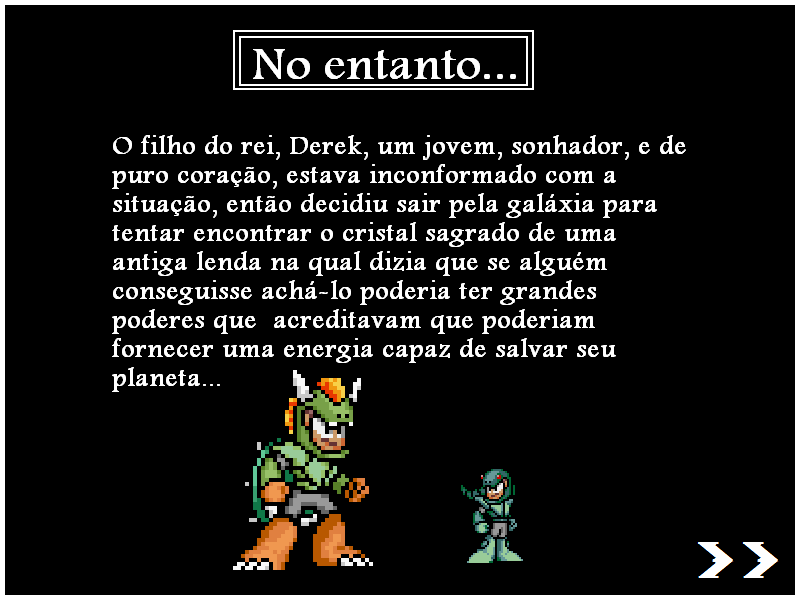 No entanto...
O filho do rei, Derek, um jovem, sonhador, e de
puro coração, estava inconformado com a
situação, então decidiu sair pela galáxia para
tentar encontrar o cristal sagrado de uma
antiga lenda na qual dizia que se alguém
conseguisse achá-lo poderia ter grandes
poderes que  acreditavam que poderiam
fornecer uma energia capaz de salvar seu
planeta...